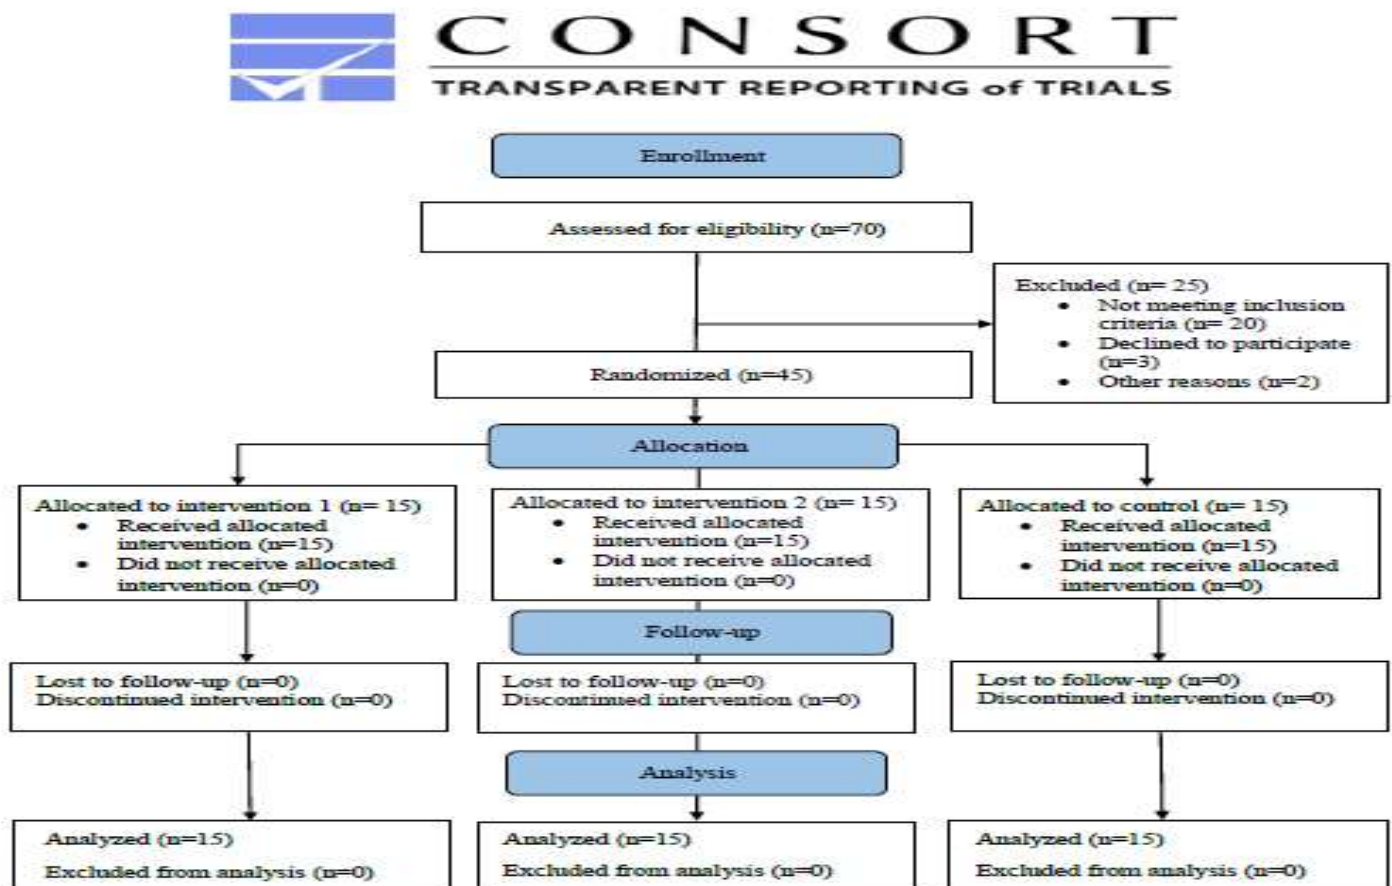 CONSORT
TRANSPARENT REPORTING of TRIALS
Enrollment
Assessed for eligibility (n=70)
Excluded (n= 25)
• Not meeting inclusion
criteria (n= 20)
• Declined to participate
(n=3)
• Other reasons (n=2)
Randomized (n=45)
Allocation
Allocated to intervention 1 (n= 15)
• Received allocated
intervention (n=15)
• Did not receive allocated
intervention (n=0)
Allocated to intervention 2 (n= 15)
• Received allocated
intervention (n=15)
• Did not receive allocated
intervention (n=0)
Allocated to control (n= 15)
• Received allocated
intervention (n=15)
• Did not receive allocated
intervention (n=0)
Follow-up
Lost to follow-up (n=0)
Discontinued intervention (n=0)
Lost to follow-up (n=0)
Discontinued intervention (n=0)
Lost to follow-up (n=0)
Discontinued intervention (n=0)
Analysis
Analyzed (n=15)
Excluded from analysis (n=0)
Analyzed (n=15)
Excluded from analysis (n=0)
Analyzed (n=15)
Excluded from analysis (n=0)